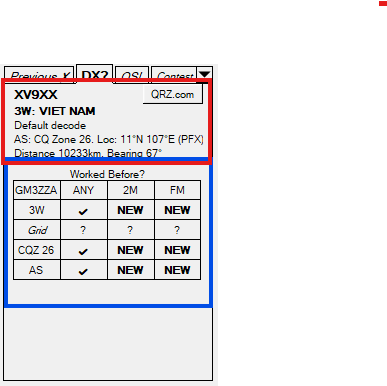 Previous X DX? QSL Contest
XV9XX QRZ.com
3W: VIET NAM
Default decode
AS: CQ Zone 26. Loc: 11°N 107°E (PFX)
Distance 10233km, Bearing 67°
Worked Before?
GM3ZZA ANY 2M FM
3W ✓ NEW NEW
Grid ? ? ?
CQZ 26 ✓ NEW NEW
AS ✓ NEW NEW